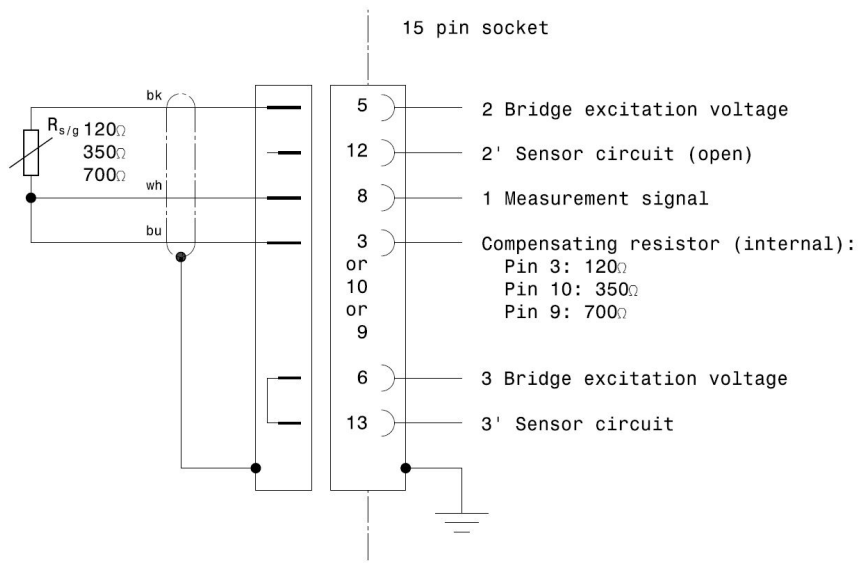 15 pin socket
bk
5
2 Bridge excitation voltage
Rs/g 120Ω
350Ω
700Ω
12
2' Sensor circuit (open)
wh
8
1 Measurement signal
bu
3
or
10
or
9
Compensating resistor (internal):
Pin 3: 120Ω
Pin 10: 350Ω
Pin 9: 700Ω
6
3 Bridge excitation voltage
13
3' Sensor circuit